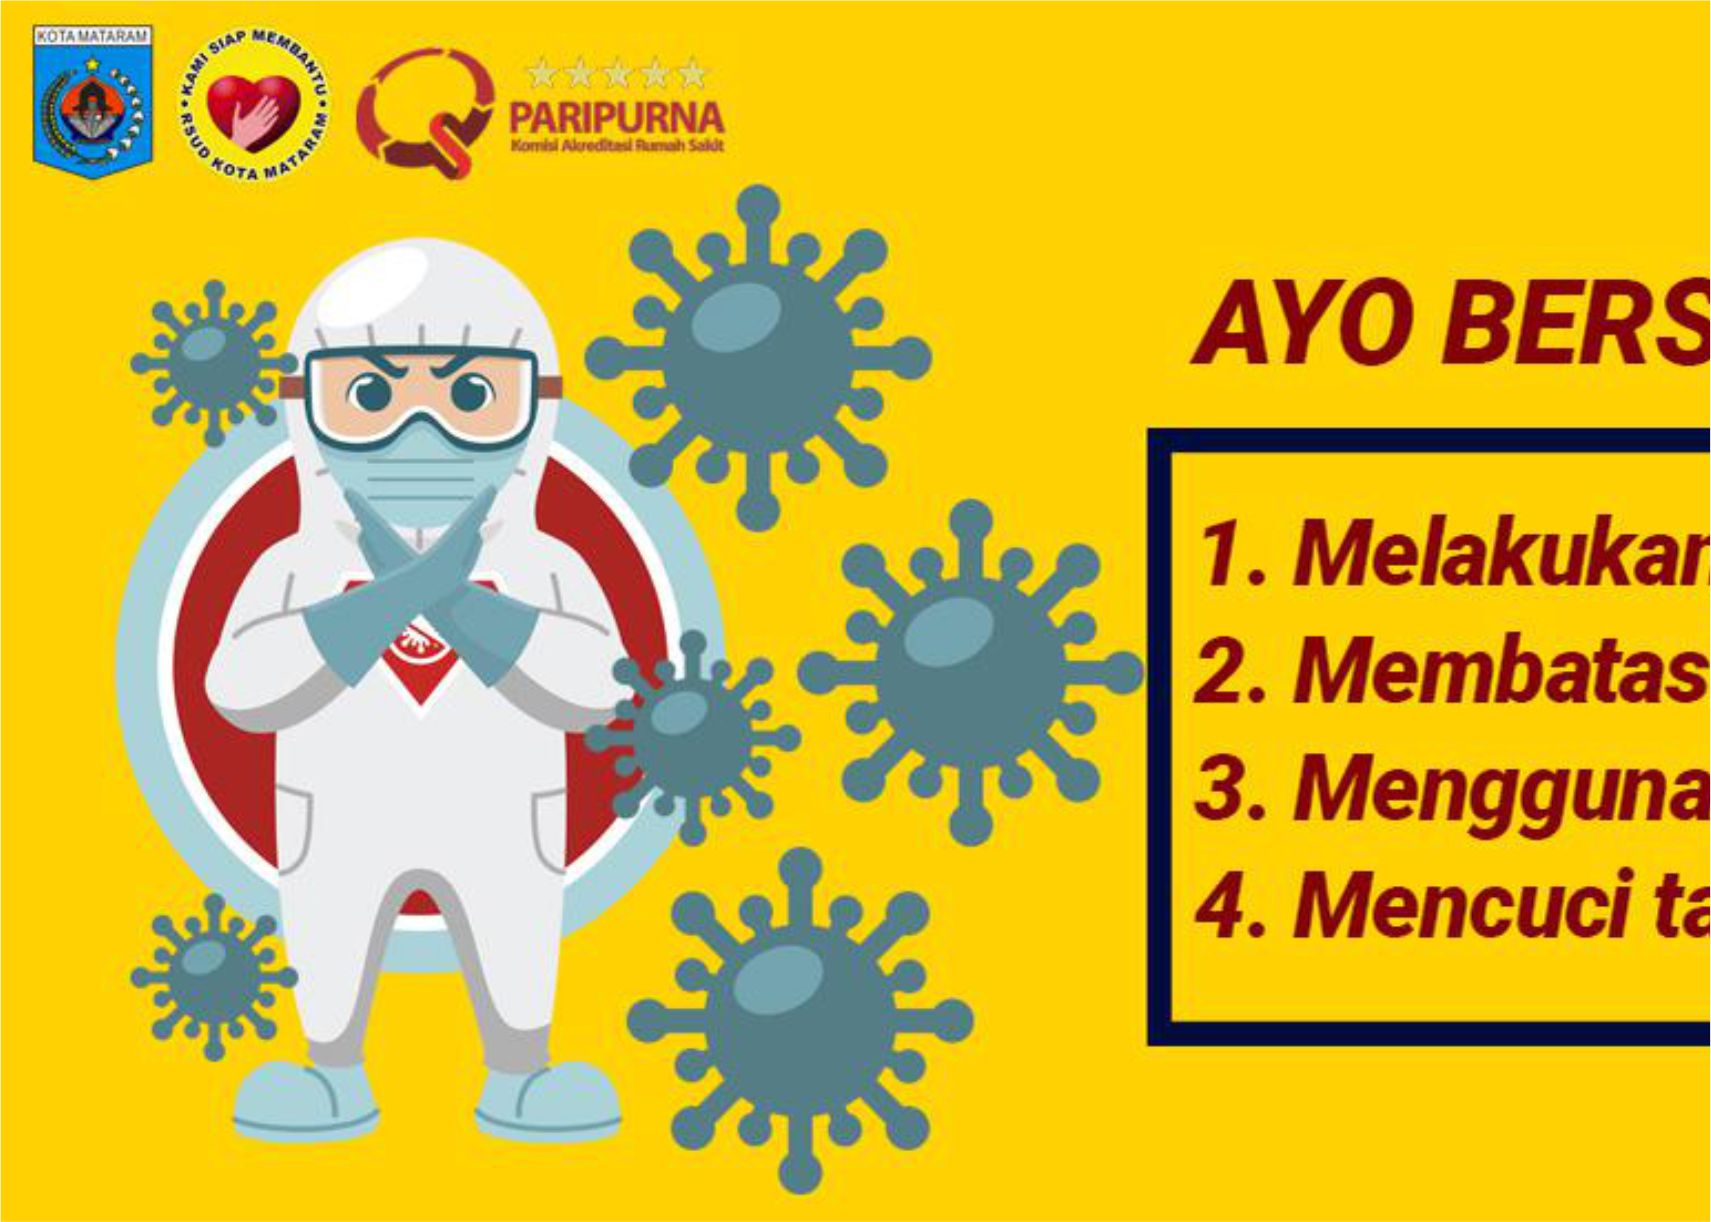 KOTA MATARAM
KAMI SIAP MEMBANTU
RSUD KOTA MATARAM
PARIPURNA
Komisi Akreditasi Rumah Sakit
AYO BERS
1. Melakukan
2. Membatas
3. Mengguna
4. Mencuci ta